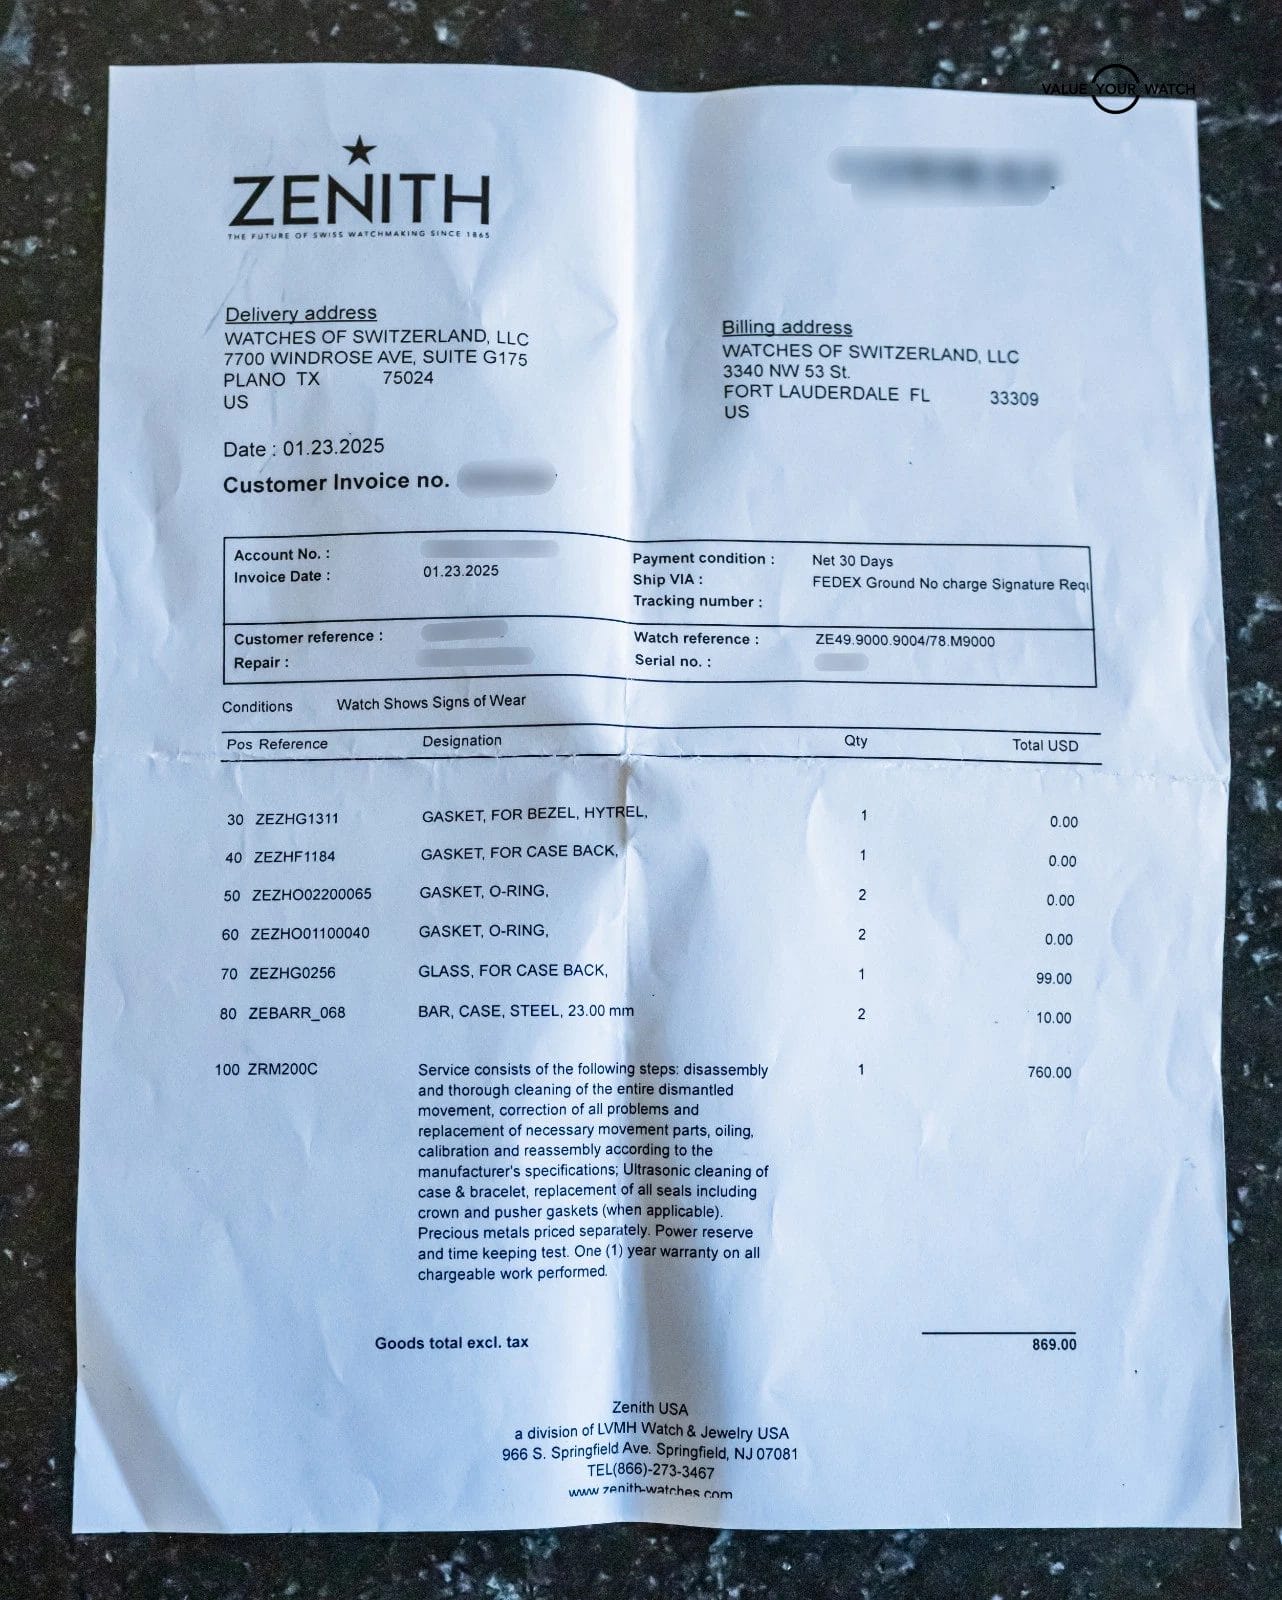 VALUE YOUR WATCH
ZENITH
THE FUTURE OF SWISS WATCHMAKING SINCE 1865
Delivery address
WATCHES OF SWITZERLAND, LLC
7700 WINDROSE AVE, SUITE G175
PLANO TX 75024
US
Billing address
WATCHES OF SWITZERLAND, LLC
3340 NW 53 St.
FORT LAUDERDALE FL 33309
US
Date : 01.23.2025
Customer Invoice no.
Account No. :
Invoice Date : 01.23.2025
Payment condition : Net 30 Days
Ship VIA : FEDEX Ground No charge Signature Requ
Tracking number :
Customer reference :
Repair :
Watch reference : ZE49.9000.9004/78.M9000
Serial no. :
Conditions Watch Shows Signs of Wear
Pos Reference Designation Qty Total USD
30 ZEZHG1311 GASKET, FOR BEZEL, HYTREL, 1 0.00
40 ZEZHF1184 GASKET, FOR CASE BACK, 1 0.00
50 ZEZHO02200065 GASKET, O-RING, 2 0.00
60 ZEZHO01100040 GASKET, O-RING, 2 0.00
70 ZEZHG0256 GLASS, FOR CASE BACK, 1 99.00
80 ZEBARR_068 BAR, CASE, STEEL, 23.00 mm 2 10.00
100 ZRM200C Service consists of the following steps: disassembly 1 760.00
and thorough cleaning of the entire dismantled
movement, correction of all problems and
replacement of necessary movement parts, oiling,
calibration and reassembly according to the
manufacturer's specifications; Ultrasonic cleaning of
case & bracelet, replacement of all seals including
crown and pusher gaskets (when applicable).
Precious metals priced separately. Power reserve
and time keeping test. One (1) year warranty on all
chargeable work performed.
Goods total excl. tax 869.00
Zenith USA
a division of LVMH Watch & Jewelry USA
966 S. Springfield Ave. Springfield, NJ 07081
TEL(866)-273-3467
www.zenith-watches.com